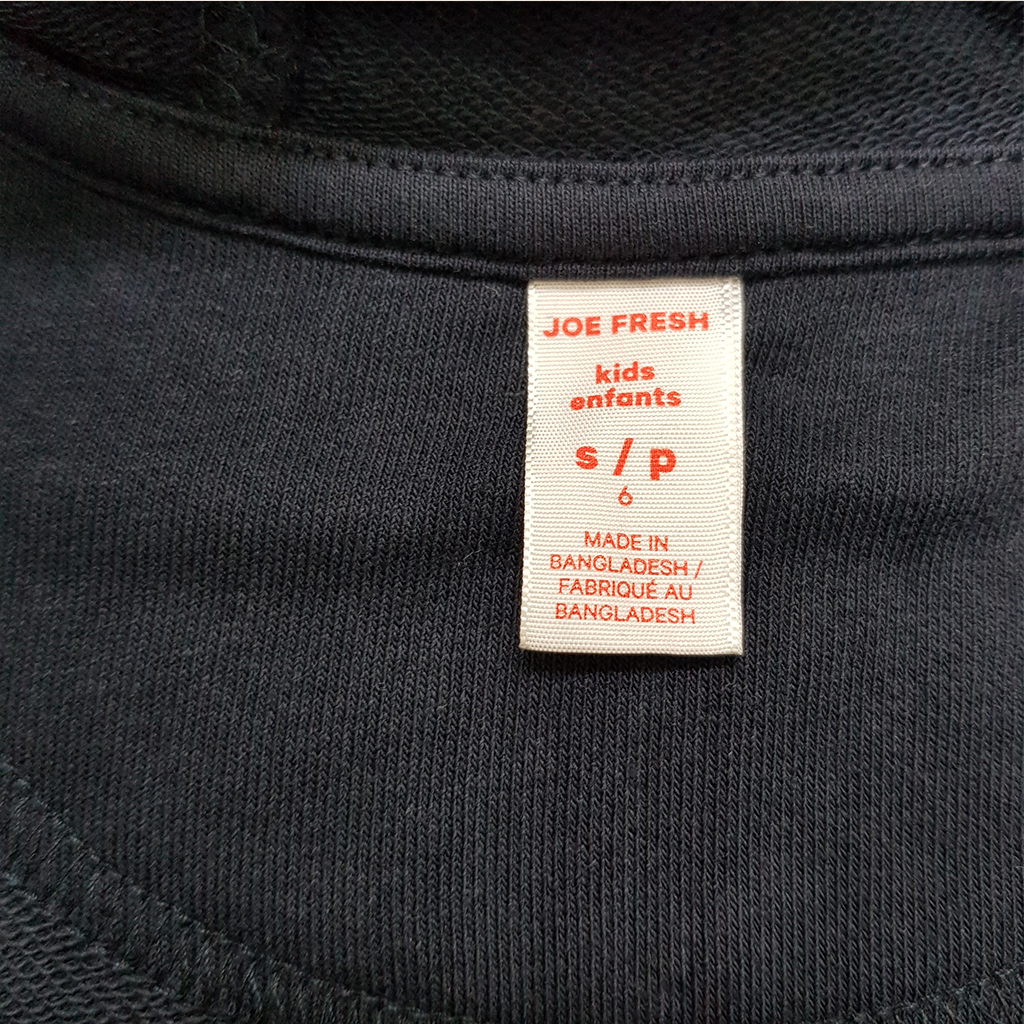 JOE FRESH
kids
enfants
s / p
6
MADE IN
BANGLADESH /
FABRIQUÉ AU
BANGLADESH